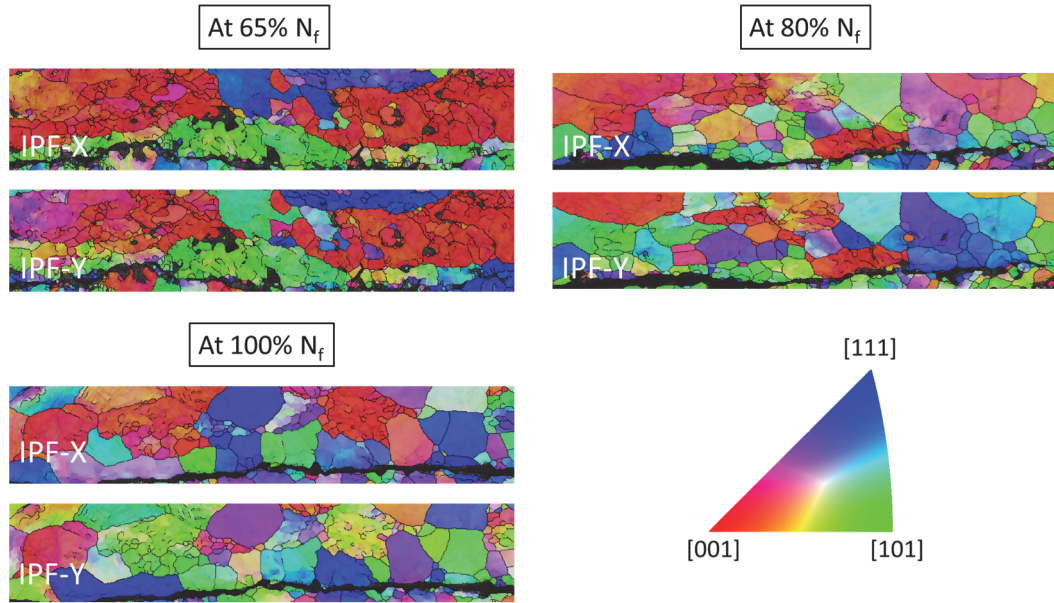 At 65% Nf
At 80% Nf
IPF-X
IPF-X
IPF-Y
IPF-Y
At 100% Nf
[111]
IPF-X
IPF-Y
[001]
[101]